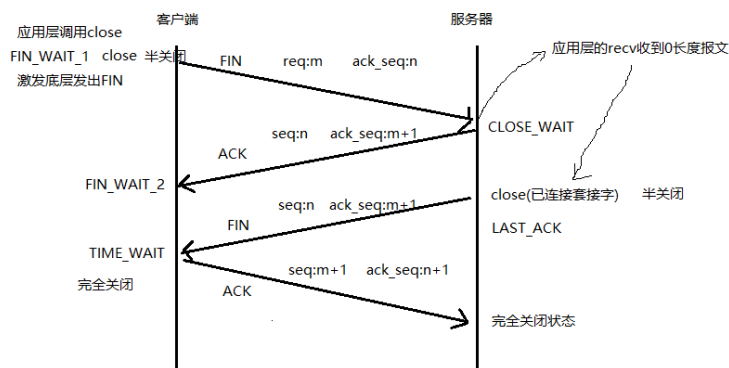 客户端
服务器
应用层调用close
FIN_WAIT_1 close 半关闭
激发底层发出FIN
FIN req:m ack_seq:n
应用层的recv收到0长度报文
CLOSE_WAIT
seq:n ack_seq:m+1
ACK
FIN_WAIT_2
close(已连接套接字) 半关闭
seq:n ack_seq:m+1
FIN
LAST_ACK
TIME_WAIT
完全关闭
seq:m+1 ack_seq:n+1
ACK
完全关闭状态